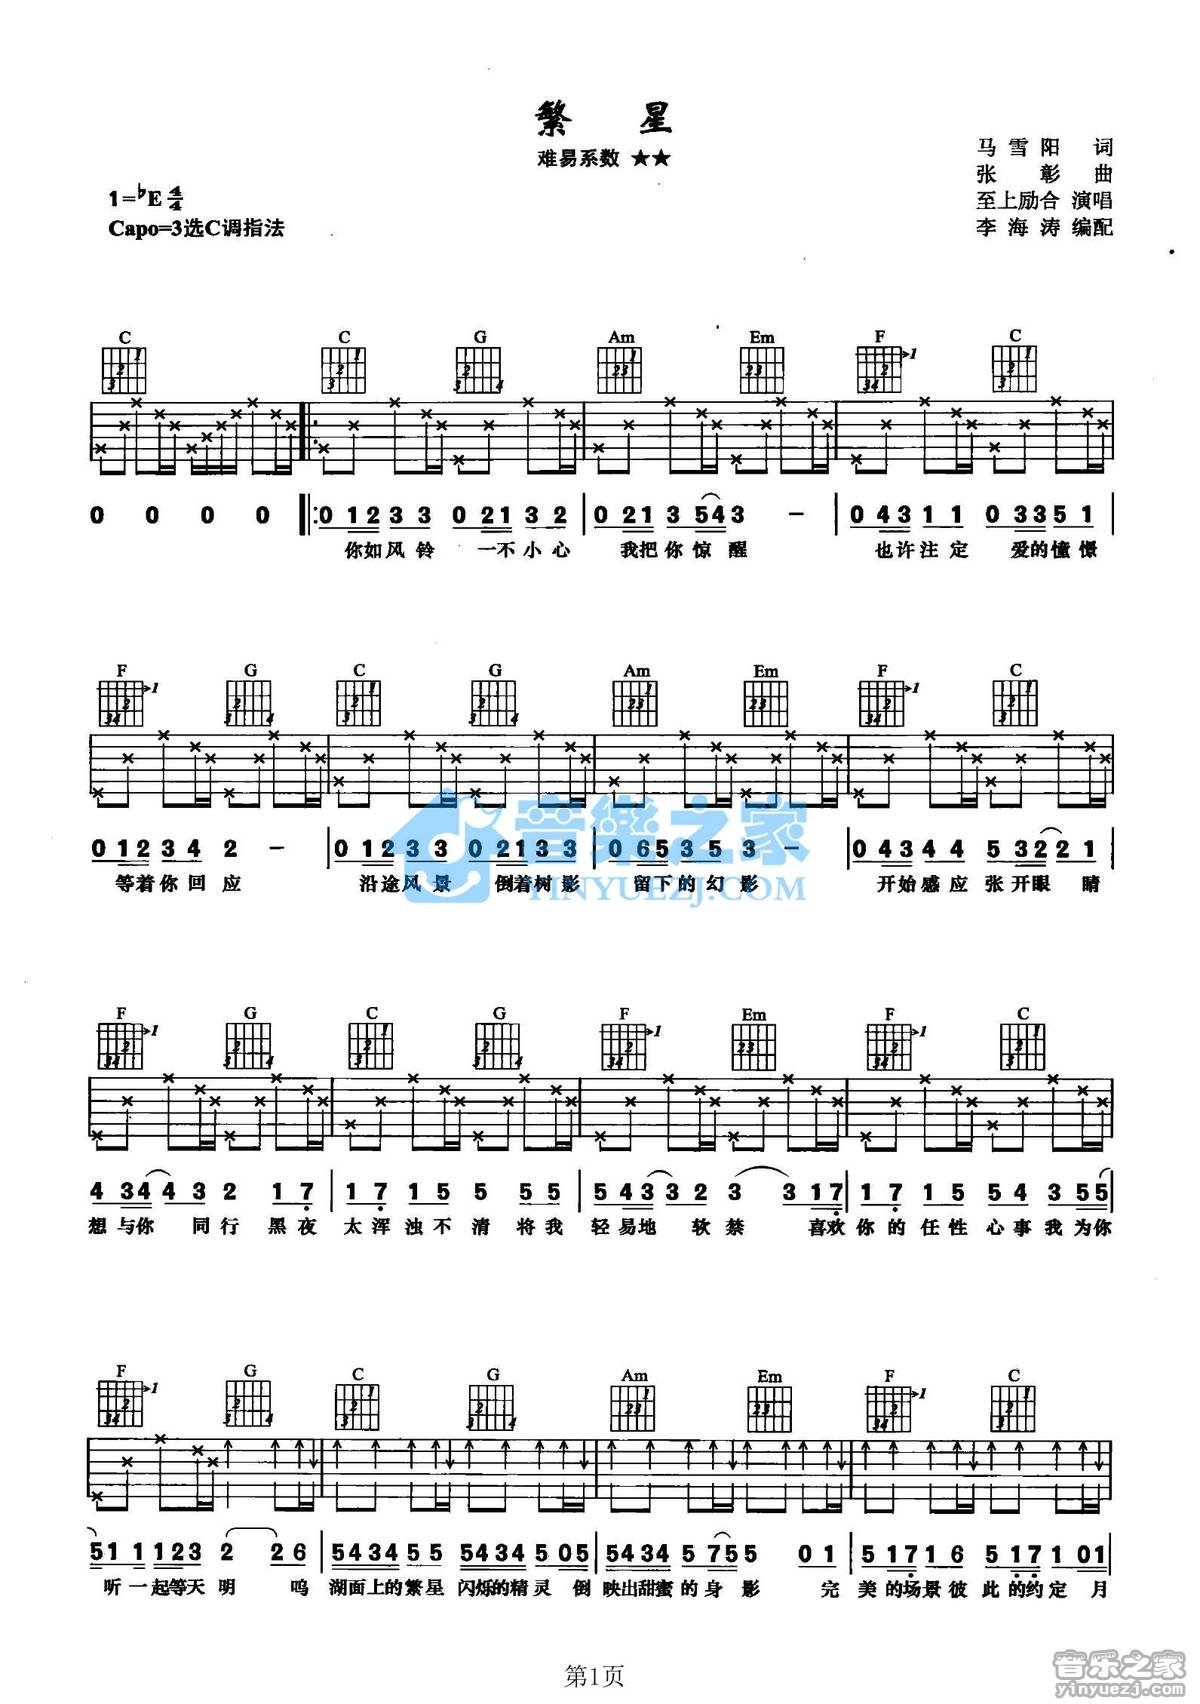 繁 星
难易系数 ★★
马雪阳 词
张彰 曲
至上励合 演唱
李海涛 编配
1=♭E 4/4
Capo=3选C调指法
C C G Am Em F C
0 0 0 0 0 1 2 3 3 0 2 1 3 2 0 2 1 3 5 4 3 － 0 4 3 1 1 0 3 3 5 1
你如风铃 一不小心 我把你惊醒 也许注定 爱的憧憬
F G C G Am Em F C
0 1 2 3 4 2 － 0 1 2 3 3 0 2 1 3 3 0 6 5 3 5 3 － 0 4 3 4 4 5 3 2 2 1
等着你回应 沿途风景 倒着树影 留下的幻影 开始感应张开眼睛
音樂之家
YINYUEZJ.COM
F G C G F Em F C
4 3 4 4 3 2 1 7 1 7 1 5 5 5 5 5 5 4 3 3 2 3 3 1 7 1 7 1 5 5 3 5 5
想与你 同行 黑夜 太浑浊不清将我 轻易地 软禁 喜欢 你的任性心事我为你
F G C G Am Em F C
5 1 1 1 2 3 2 2 6 5 4 3 4 5 5 5 4 3 4 5 0 5 5 4 3 4 5 7 5 5 0 1 5 1 7 1 6 5 1 7 1 0 1
听一起等天明 呜 湖面上的繁星 闪烁的精灵倒 映出甜蜜的身影 完 美的场景彼此的约定月
第1页
音乐之家
yinyuezj.com